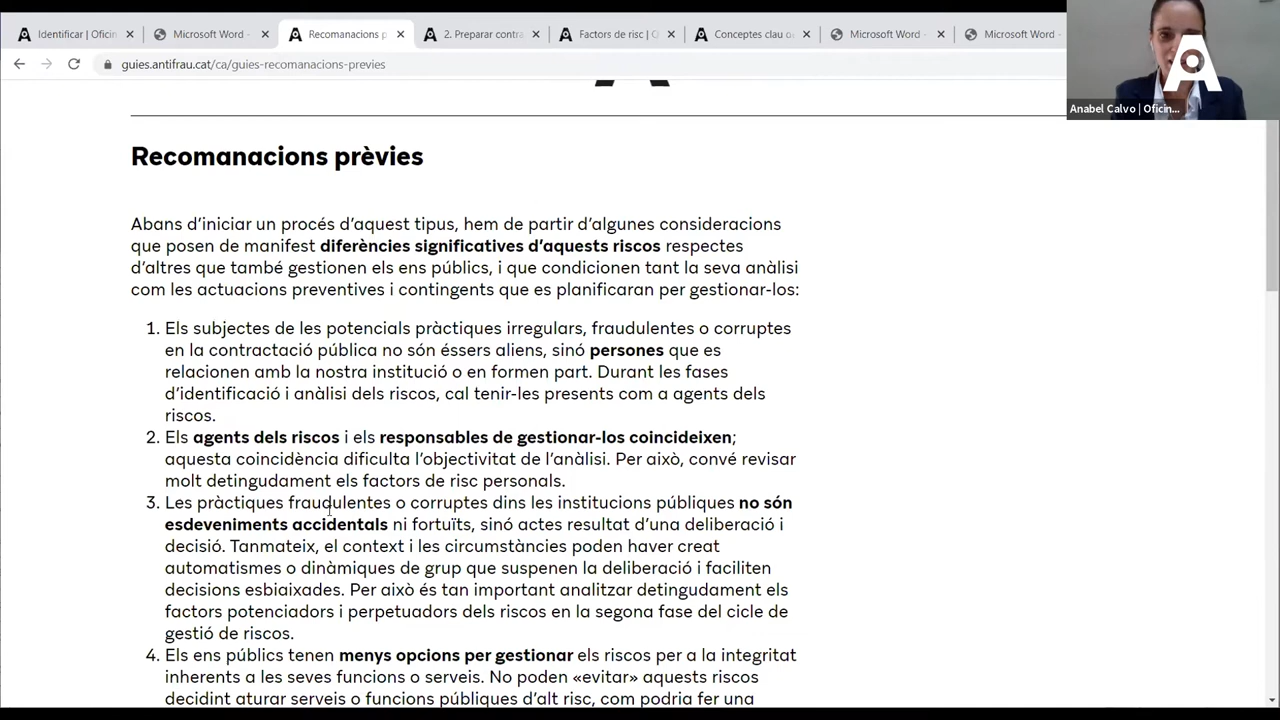 Identificar | Oficin
Microsoft Word -
Recomanacions p
2. Preparar contra
Factors de risc | O
Conceptes clau o
Microsoft Word -
Microsoft Word -
guies.antifrau.cat/ca/guies-recomanacions-previes
Anabel Calvo | Oficin...
Recomanacions prèvies
Abans d'iniciar un procés d'aquest tipus, hem de partir d'algunes consideracions
que posen de manifest diferències significatives d'aquests riscos respectes
d'altres que també gestionen els ens públics, i que condicionen tant la seva anàlisi
com les actuacions preventives i contingents que es planificaran per gestionar-los:
1. Els subjectes de les potencials pràctiques irregulars, fraudulentes o corruptes
en la contractació pública no són éssers aliens, sinó persones que es
relacionen amb la nostra institució o en formen part. Durant les fases
d'identificació i anàlisi dels riscos, cal tenir-les presents com a agents dels
riscos.
2. Els agents dels riscos i els responsables de gestionar-los coincideixen;
aquesta coincidència dificulta l'objectivitat de l'anàlisi. Per això, convé revisar
molt detingudament els factors de risc personals.
3. Les pràctiques fraudulentes o corruptes dins les institucions públiques no són
esdeveniments accidentals ni fortuïts, sinó actes resultat d'una deliberació i
decisió. Tanmateix, el context i les circumstàncies poden haver creat
automatismes o dinàmiques de grup que suspenen la deliberació i faciliten
decisions esbiaixades. Per això és tan important analitzar detingudament els
factors potenciadors i perpetuadors dels riscos en la segona fase del cicle de
gestió de riscos.
4. Els ens públics tenen menys opcions per gestionar els riscos per a la integritat
inherents a les seves funcions o serveis. No poden «evitar» aquests riscos
decidint aturar serveis o funcions públiques d'alt risc, com podria fer una